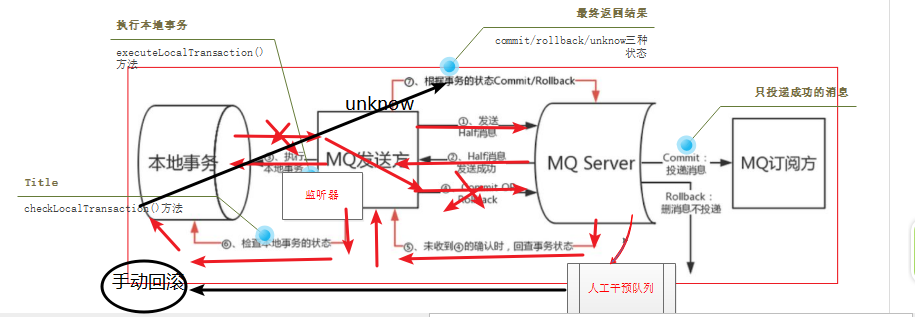 最终返回结果
执行本地事务
commit/rollback/unknow三种
状态
executeLocalTransaction()
方法
只投递成功的消息
⑦、根据事务的状态Commit/Rollback
unknow
①、发送
Half消息
本地事务
③、执行
本地事务
MQ发送方
②、Half消息
发送成功
MQ Server
Commit：
投递消息
MQ订阅方
Title
监听器
④、Commit OR
Rollback
Rollback：
删消息不投递
checkLocalTransaction()方法
⑥、检查本地事务的状态
⑤、未收到④的确认时，回查事务状态
手动回滚
人工干预队列